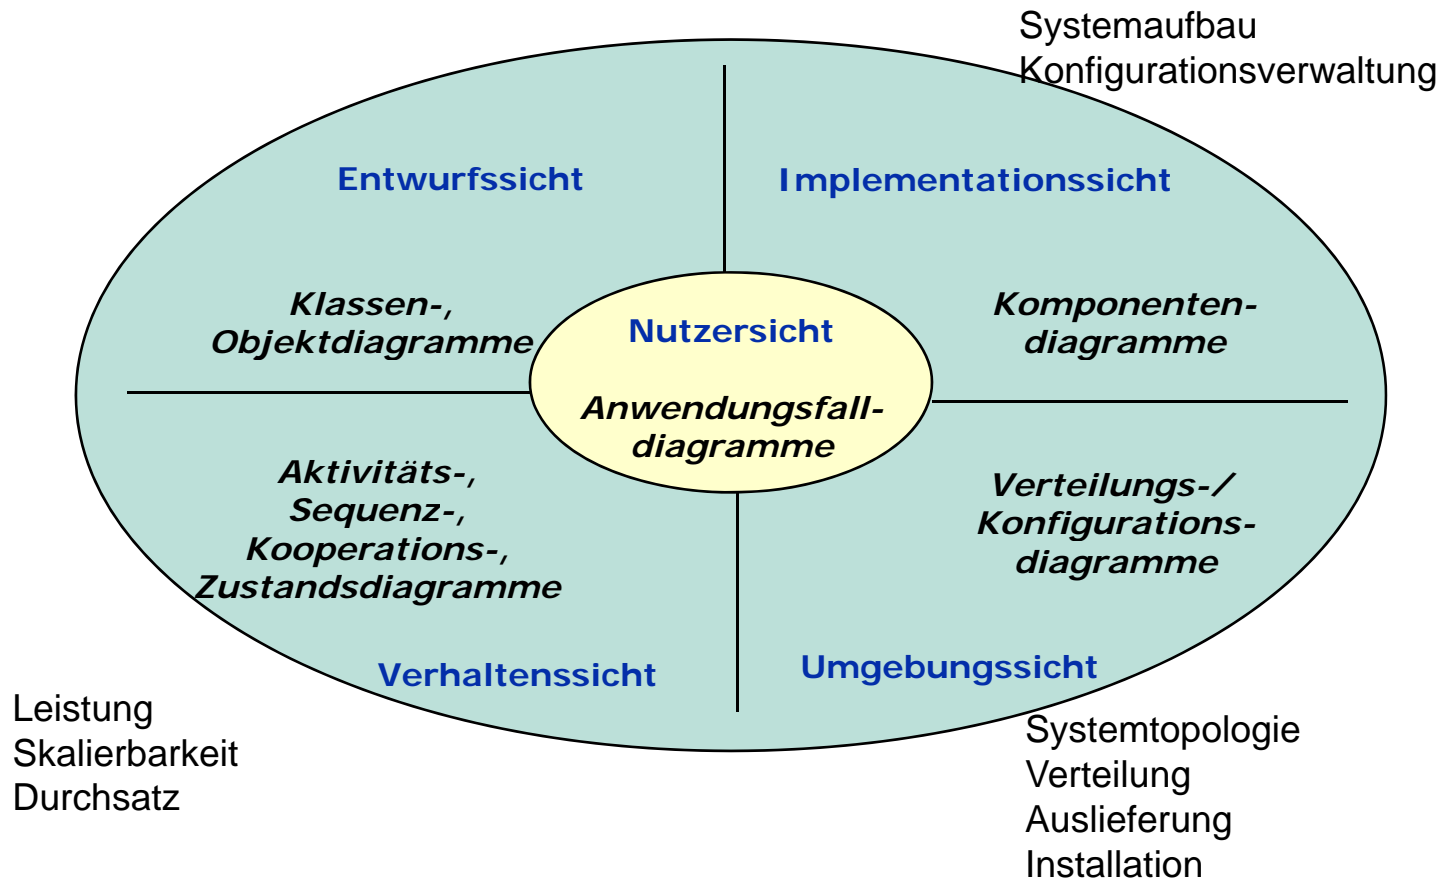 Systemaufbau
Konfigurationsverwaltung
Entwurfssicht
Implementationssicht
Klassen-,
Objektdiagramme
Nutzersicht
Anwendungsfall-
diagramme
Komponenten-
diagramme
Aktivitäts-,
Sequenz-,
Kooperations-,
Zustandsdiagramme
Verteilungs-/
Konfigurations-
diagramme
Verhaltenssicht
Umgebungssicht
Leistung
Skalierbarkeit
Durchsatz
Systemtopologie
Verteilung
Auslieferung
Installation